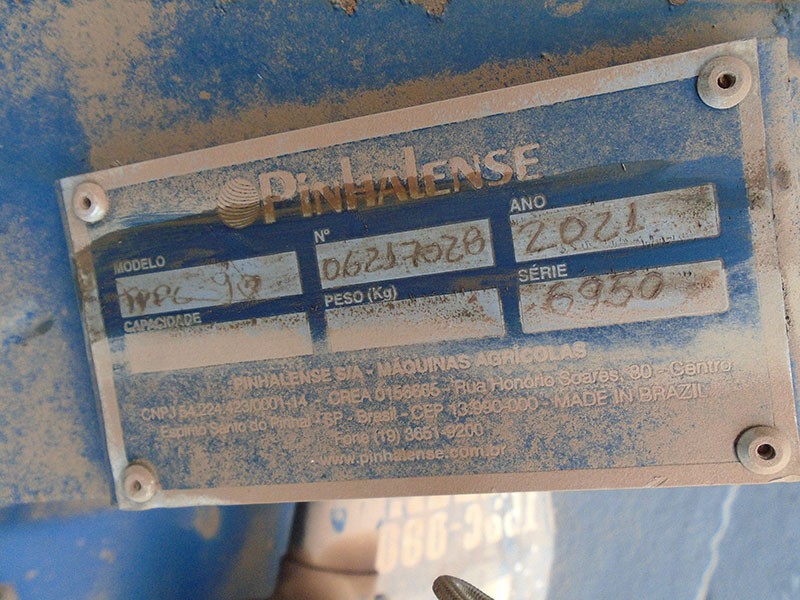 PINHALENSE
MODELO Nº ANO
06217028 2021
CAPACIDADE PESO (Kg) SÉRIE
6950
PINHALENSE S/A - MÁQUINAS AGRÍCOLAS
CNPJ 54.224.423/0001-14 - CREA 0156665 - Rua Honório Soares, 80 - Centro
Espírito Santo do Pinhal - SP - Brasil - CEP 13.990-000 - MADE IN BRAZIL
Fone (19) 3651-9200
www.pinhalense.com.br